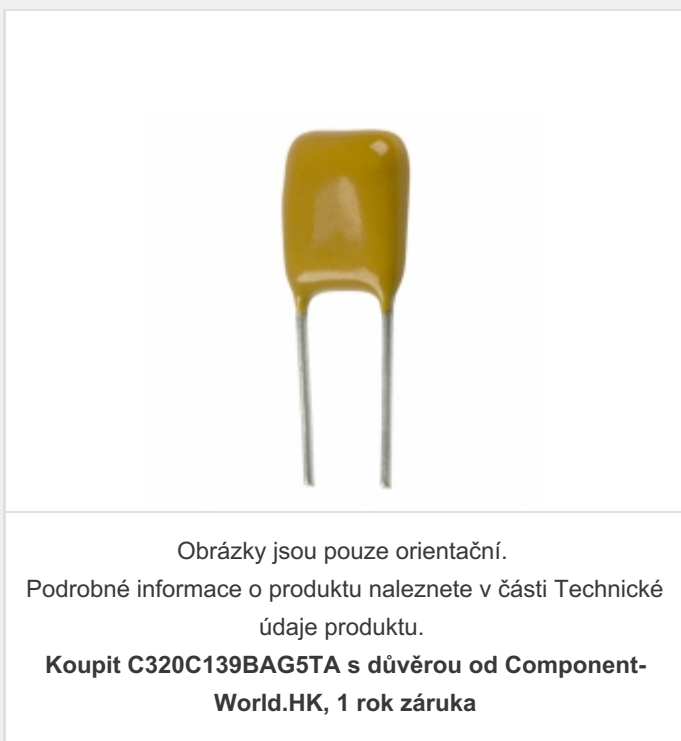 Obrázky jsou pouze orientační.
Podrobné informace o produktu naleznete v části Technické
údaje produktu.
Koupit C320C139BAG5TA s důvěrou od Component-
World.HK, 1 rok záruka